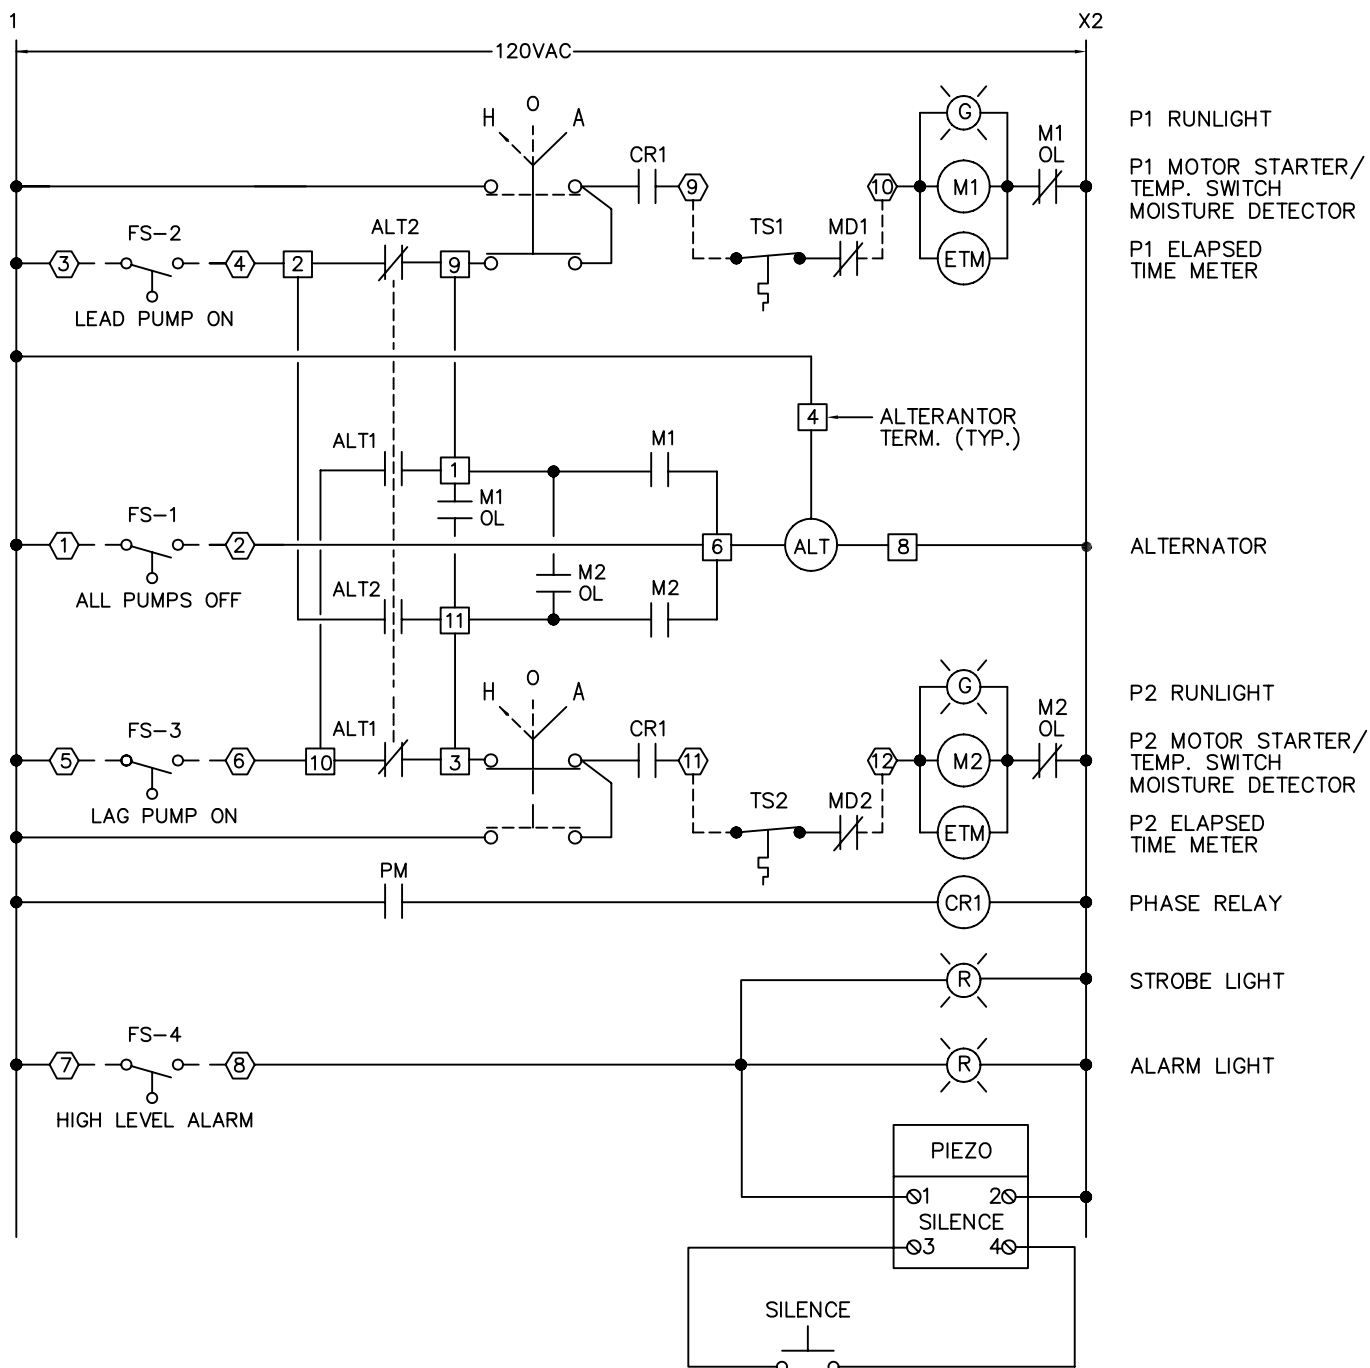 1
X2
120VAC
H
O
A
CR1
9
10
G
M1
OL
M1
ETM
P1 RUNLIGHT
P1 MOTOR STARTER/
TEMP. SWITCH
MOISTURE DETECTOR
P1 ELAPSED
TIME METER
TS1
MD1
FS-2
3
4
2
ALT2
9
LEAD PUMP ON
4
ALTERANTOR
TERM. (TYP.)
ALT1
1
M1
M1
OL
FS-1
1
2
6
ALT
8
ALTERNATOR
ALL PUMPS OFF
M2
OL
ALT2
11
M2
H
O
A
CR1
11
12
G
M2
OL
M2
ETM
P2 RUNLIGHT
P2 MOTOR STARTER/
TEMP. SWITCH
MOISTURE DETECTOR
P2 ELAPSED
TIME METER
TS2
MD2
FS-3
5
6
10
ALT1
3
LAG PUMP ON
PM
CR1
PHASE RELAY
R
STROBE LIGHT
FS-4
7
8
R
ALARM LIGHT
HIGH LEVEL ALARM
PIEZO
1
2
SILENCE
3
4
SILENCE